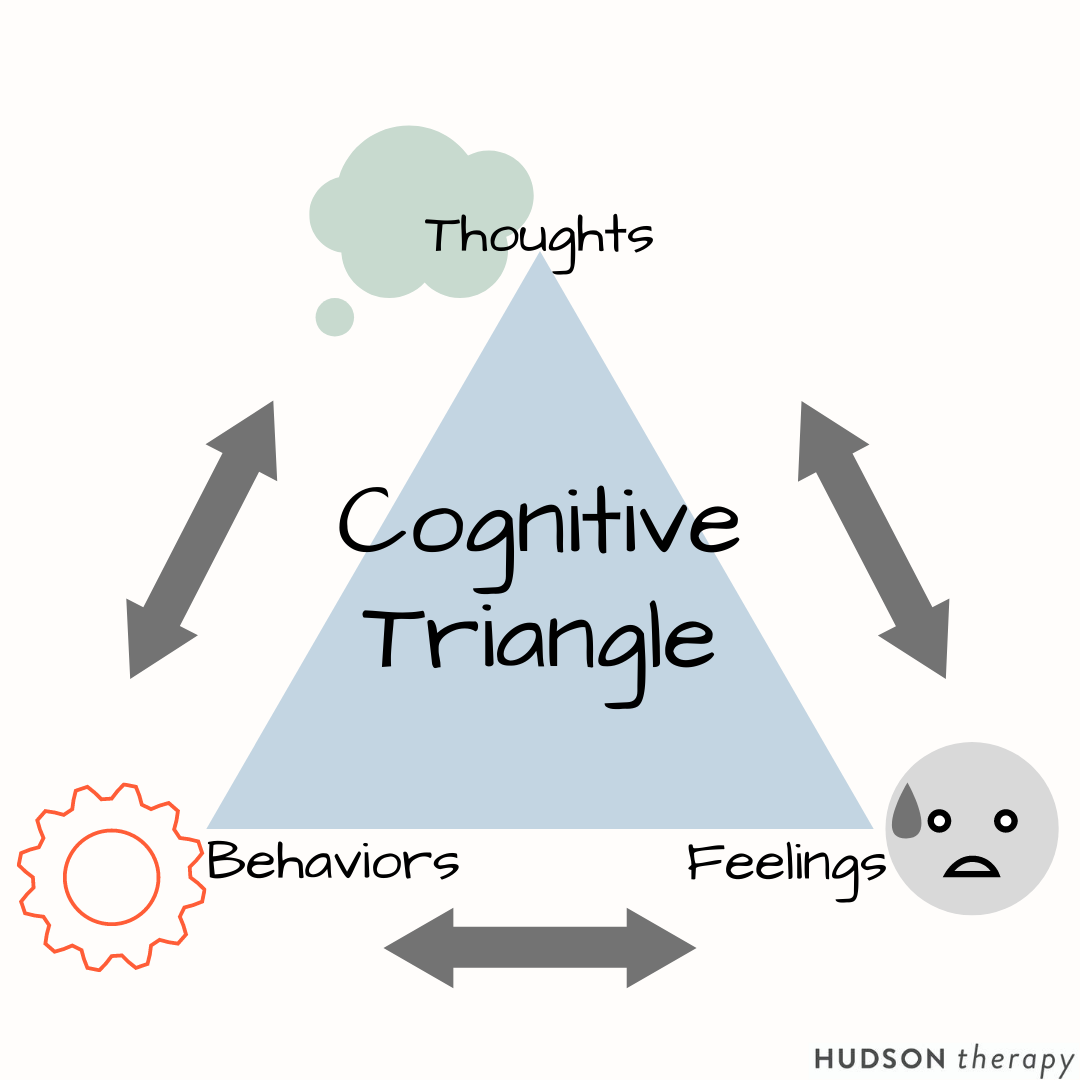 Thoughts
Cognitive
Triangle
Behaviors
Feelings
HUDSON therapy